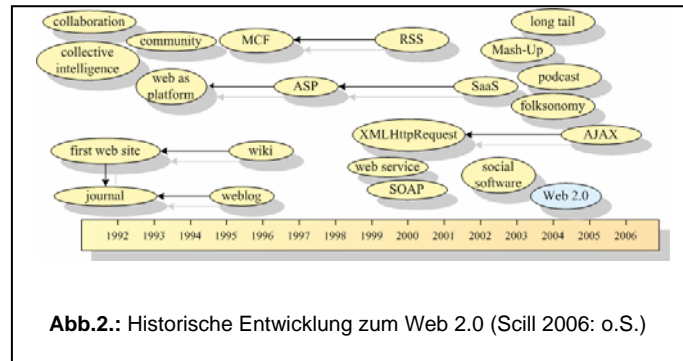 collaboration
long tail
community
MCF
RSS
collective
intelligence
Mash-Up
web as
platform
ASP
SaaS
podcast
folksonomy
XMLHttpRequest
AJAX
first web site
wiki
web service
social
software
SOAP
journal
weblog
Web 2.0
1992 1993 1994 1995 1996 1997 1998 1999 2000 2001 2002 2003 2004 2005 2006
Abb.2.: Historische Entwicklung zum Web 2.0 (Scill 2006: o.S.)